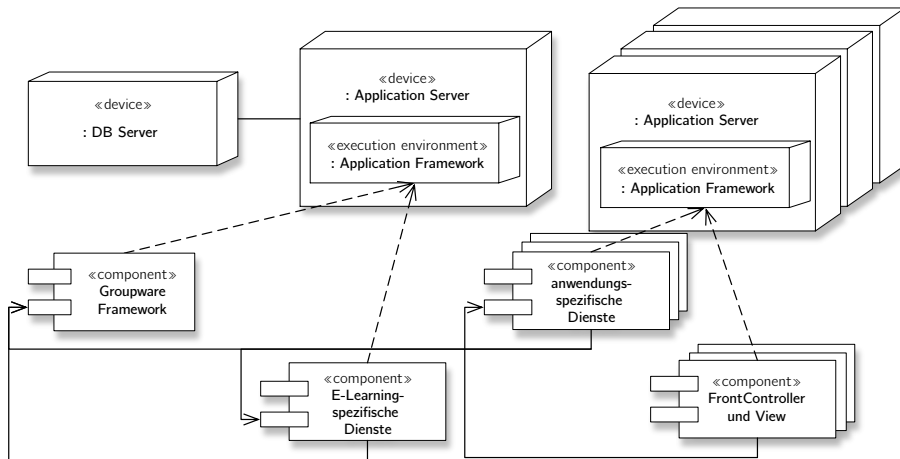 «device»
: DB Server
«device»
: Application Server
«execution environment»
: Application Framework
«device»
: Application Server
«execution environment»
: Application Framework
«component»
Groupware
Framework
«component»
anwendungs-
spezifische
Dienste
«component»
E-Learning-
spezifische
Dienste
«component»
FrontController
und View